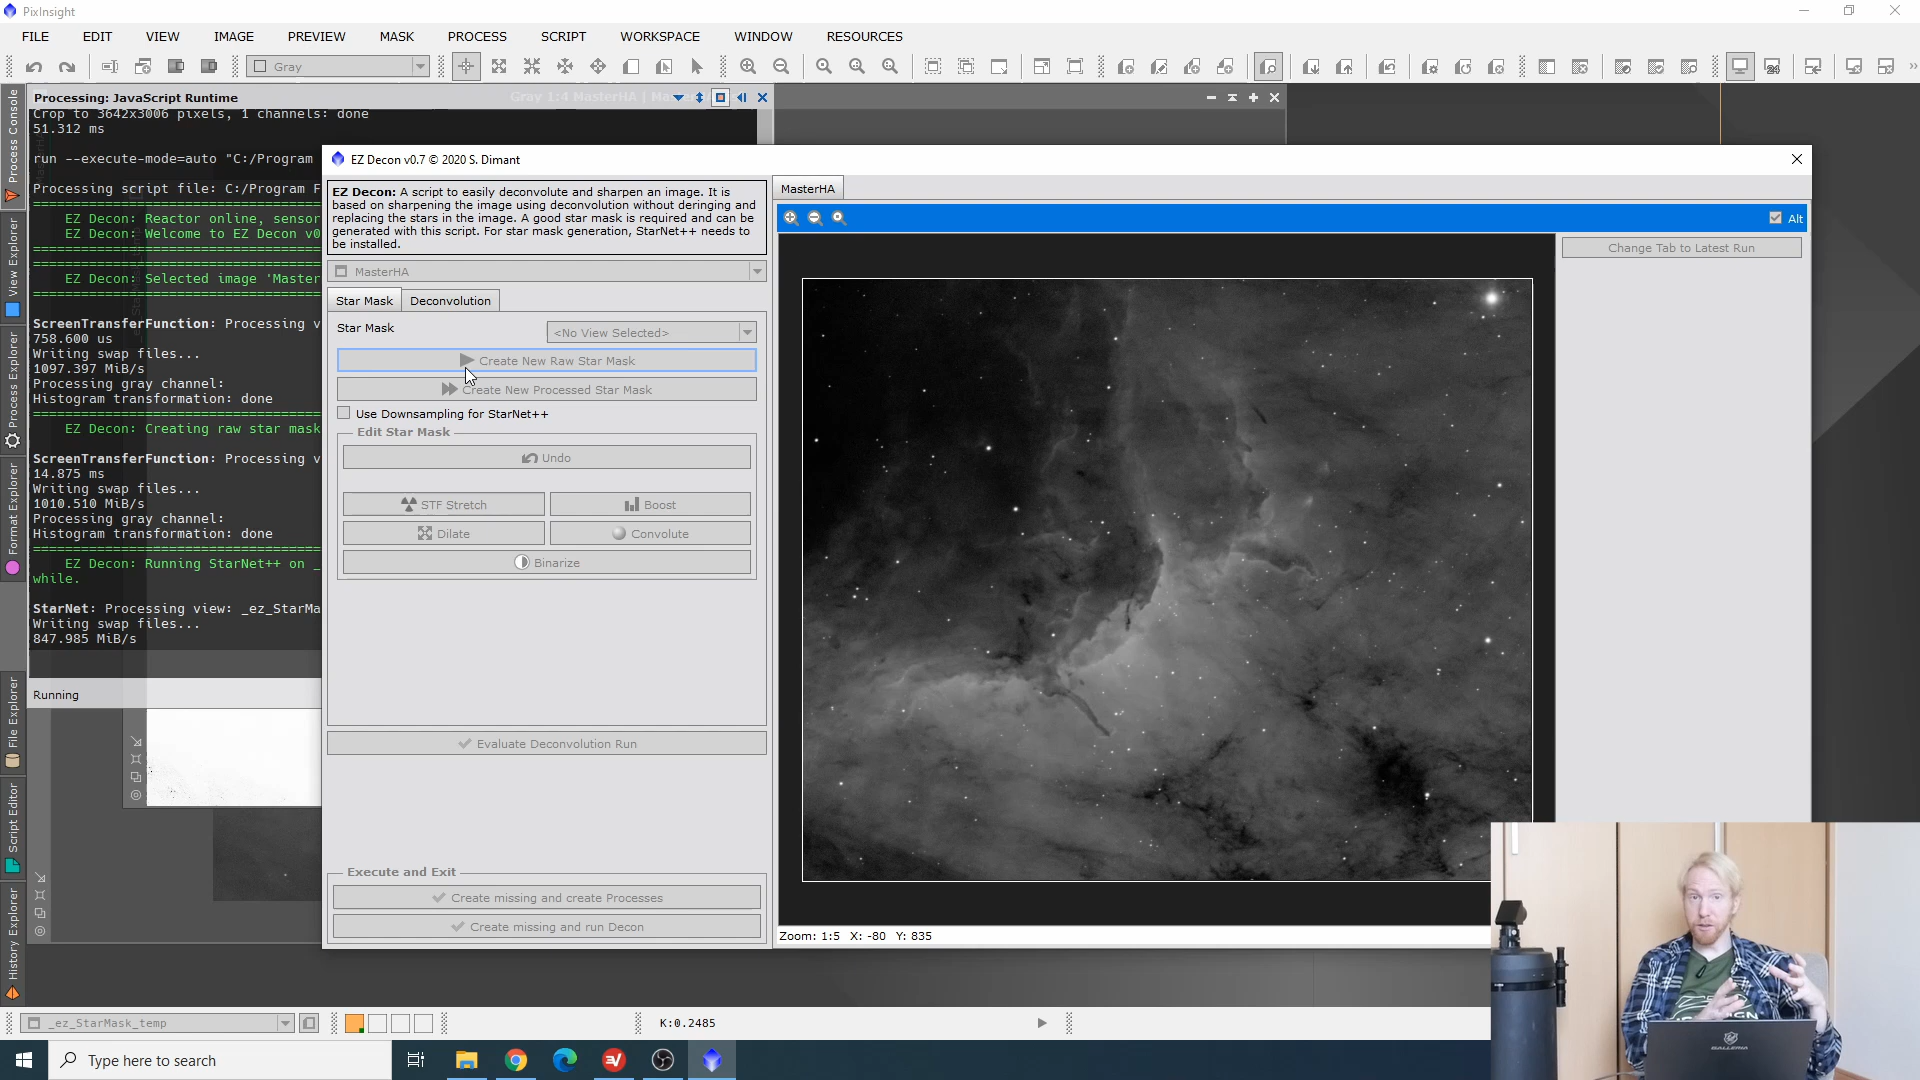 PixInsight
FILE EDIT VIEW IMAGE PREVIEW MASK PROCESS SCRIPT WORKSPACE WINDOW RESOURCES
Gray
Processing: JavaScript Runtime
Gray 1:4 MasterHA
Crop to 3642x3006 pixels, 1 channels: done
51.312 ms
run --execute-mode=auto "C:/Program
Processing script file: C:/Program F
EZ Decon: Reactor online, sensor
EZ Decon: Welcome to EZ Decon v0
EZ Decon: Selected image 'Master
ScreenTransferFunction: Processing v
758.600 us
Writing swap files...
1097.397 MiB/s
Processing gray channel:
Histogram transformation: done
EZ Decon: Creating raw star mask
ScreenTransferFunction: Processing v
14.875 ms
Writing swap files...
1010.510 MiB/s
Processing gray channel:
Histogram transformation: done
EZ Decon: Running StarNet++ on _
while.
StarNet: Processing view: _ez_StarMa
Writing swap files...
847.985 MiB/s
Running
Process Console
View Explorer
Process Explorer
Format Explorer
File Explorer
Script Editor
History Explorer
EZ Decon v0.7 © 2020 S. Dimant
EZ Decon: A script to easily deconvolute and sharpen an image. It is
based on sharpening the image using deconvolution without deringing and
replacing the stars in the image. A good star mask is required and can be
generated with this script. For star mask generation, StarNet++ needs to
be installed.
MasterHA
Star Mask Deconvolution
Star Mask <No View Selected>
Create New Raw Star Mask
Create New Processed Star Mask
Use Downsampling for StarNet++
Edit Star Mask
Undo
STF Stretch Boost
Dilate Convolute
Binarize
Evaluate Deconvolution Run
Execute and Exit
Create missing and create Processes
Create missing and run Decon
MasterHA
Alt
Change Tab to Latest Run
Zoom: 1:5 X: -80 Y: 835
GALLERIA
_ez_StarMask_temp
K:0.2485
Type here to search